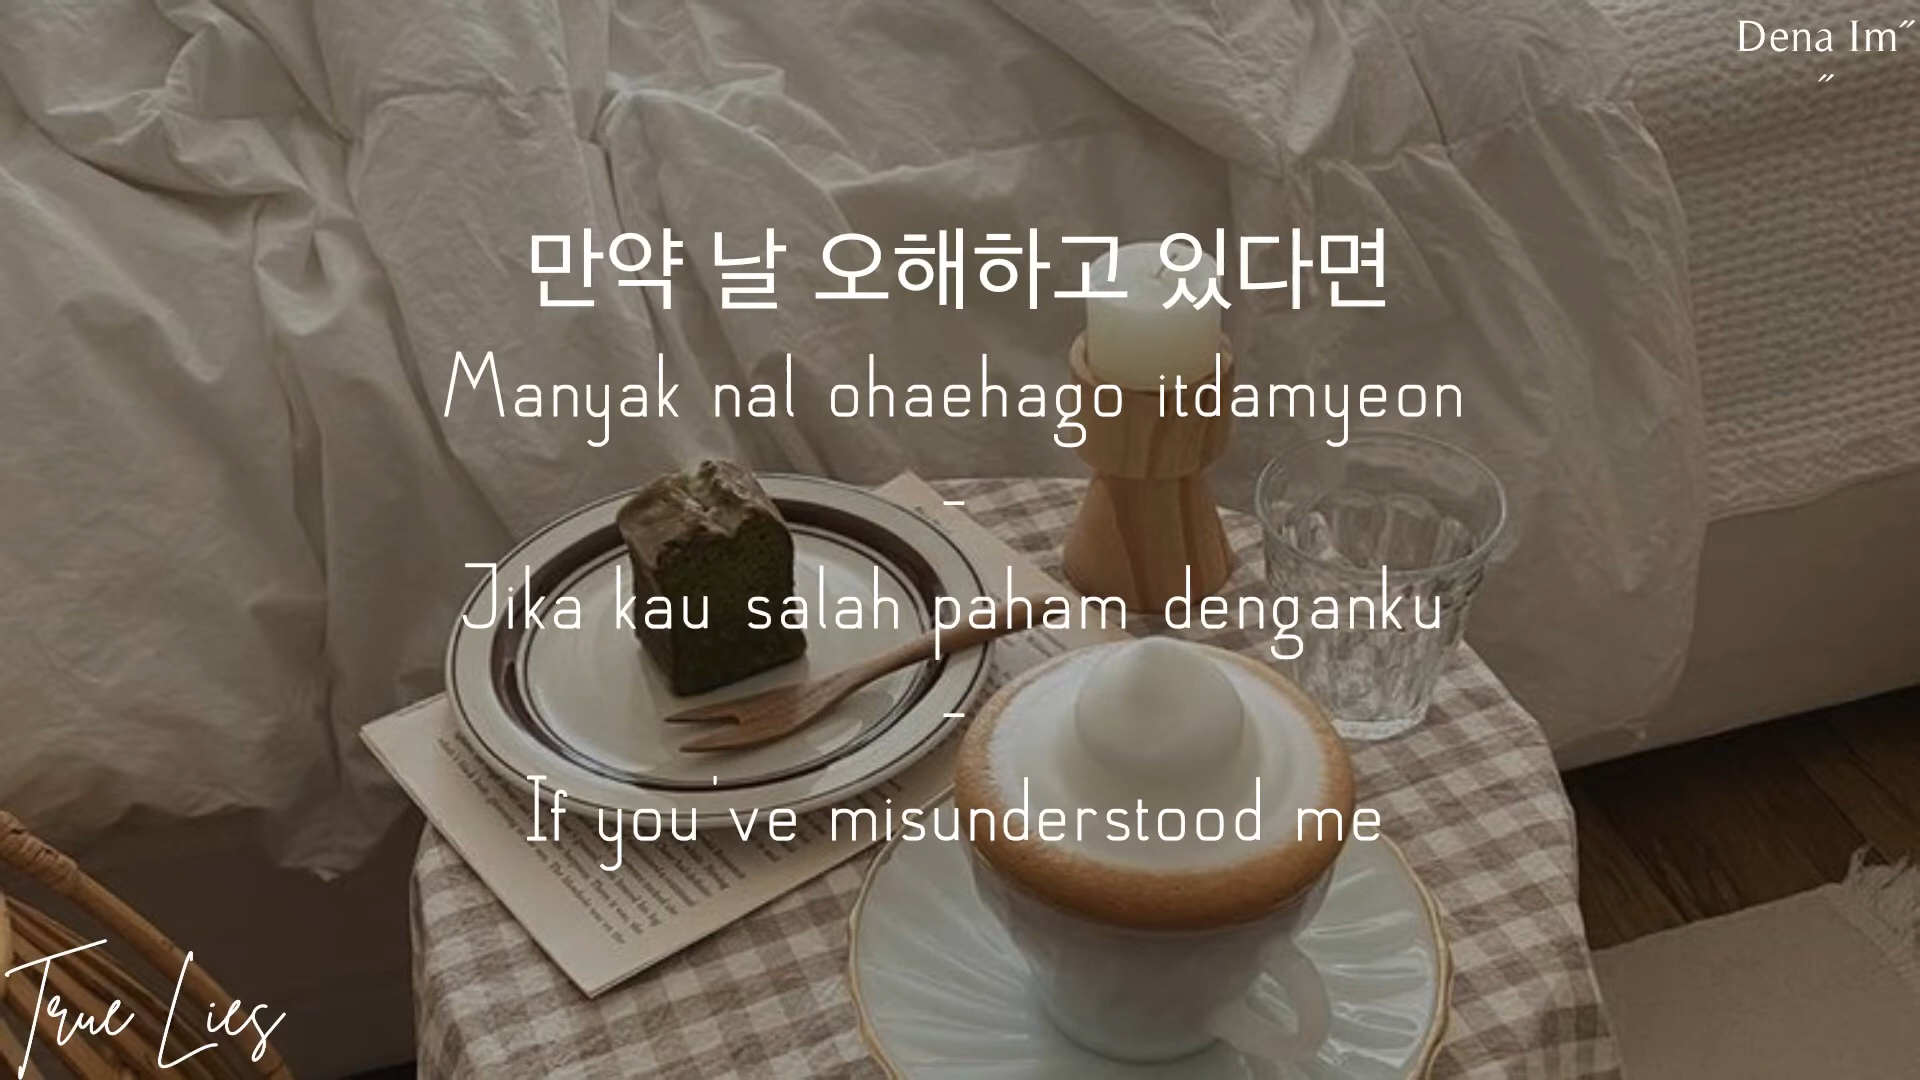 Dena Im˝
˝
만약 날 오해하고 있다면
Manyak nal ohaehago itdamyeon
-
Jika kau salah paham denganku
-
If you've misunderstood me
True Lies